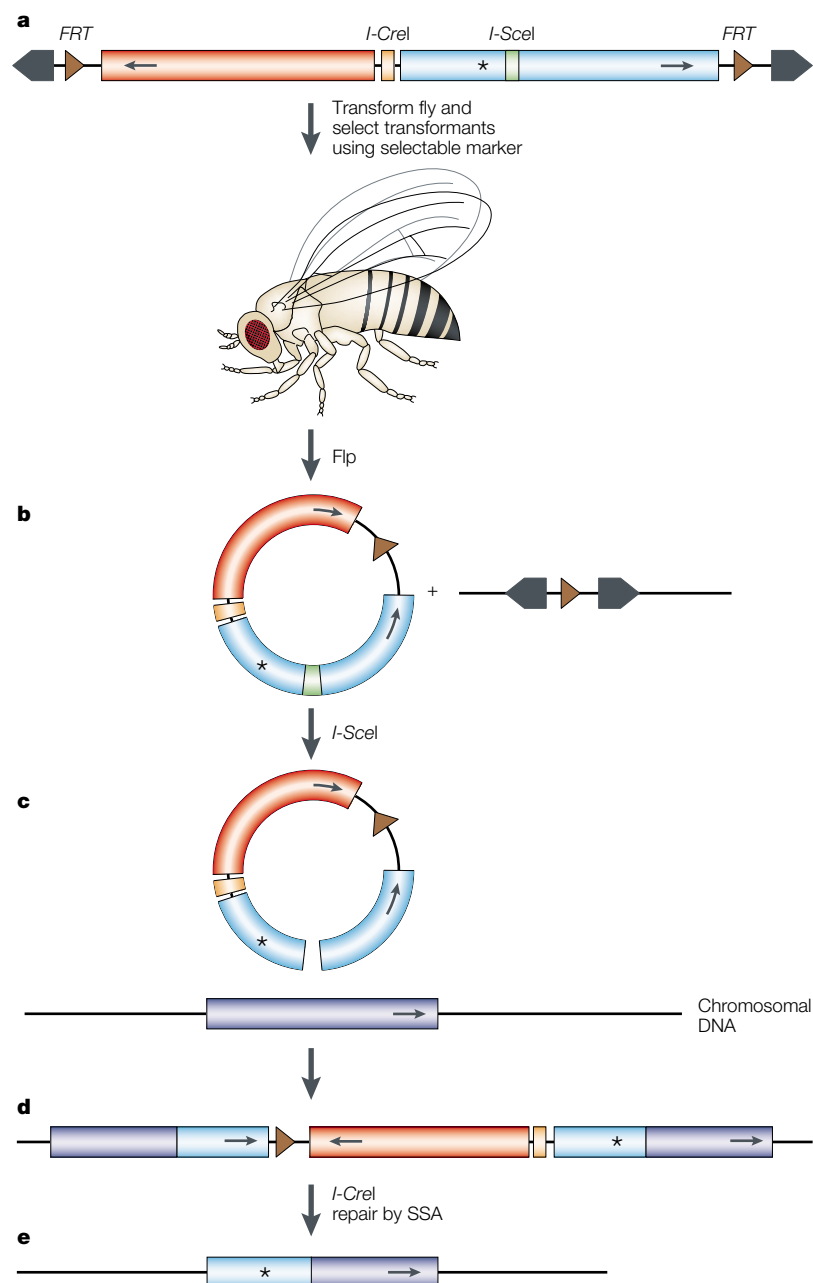 a
FRT I-CreI I-SceI FRT
*
Transform fly and
select transformants
using selectable marker
Flp
b
+
*
I-SceI
c
*
Chromosomal
DNA
d
*
I-CreI
repair by SSA
e
*